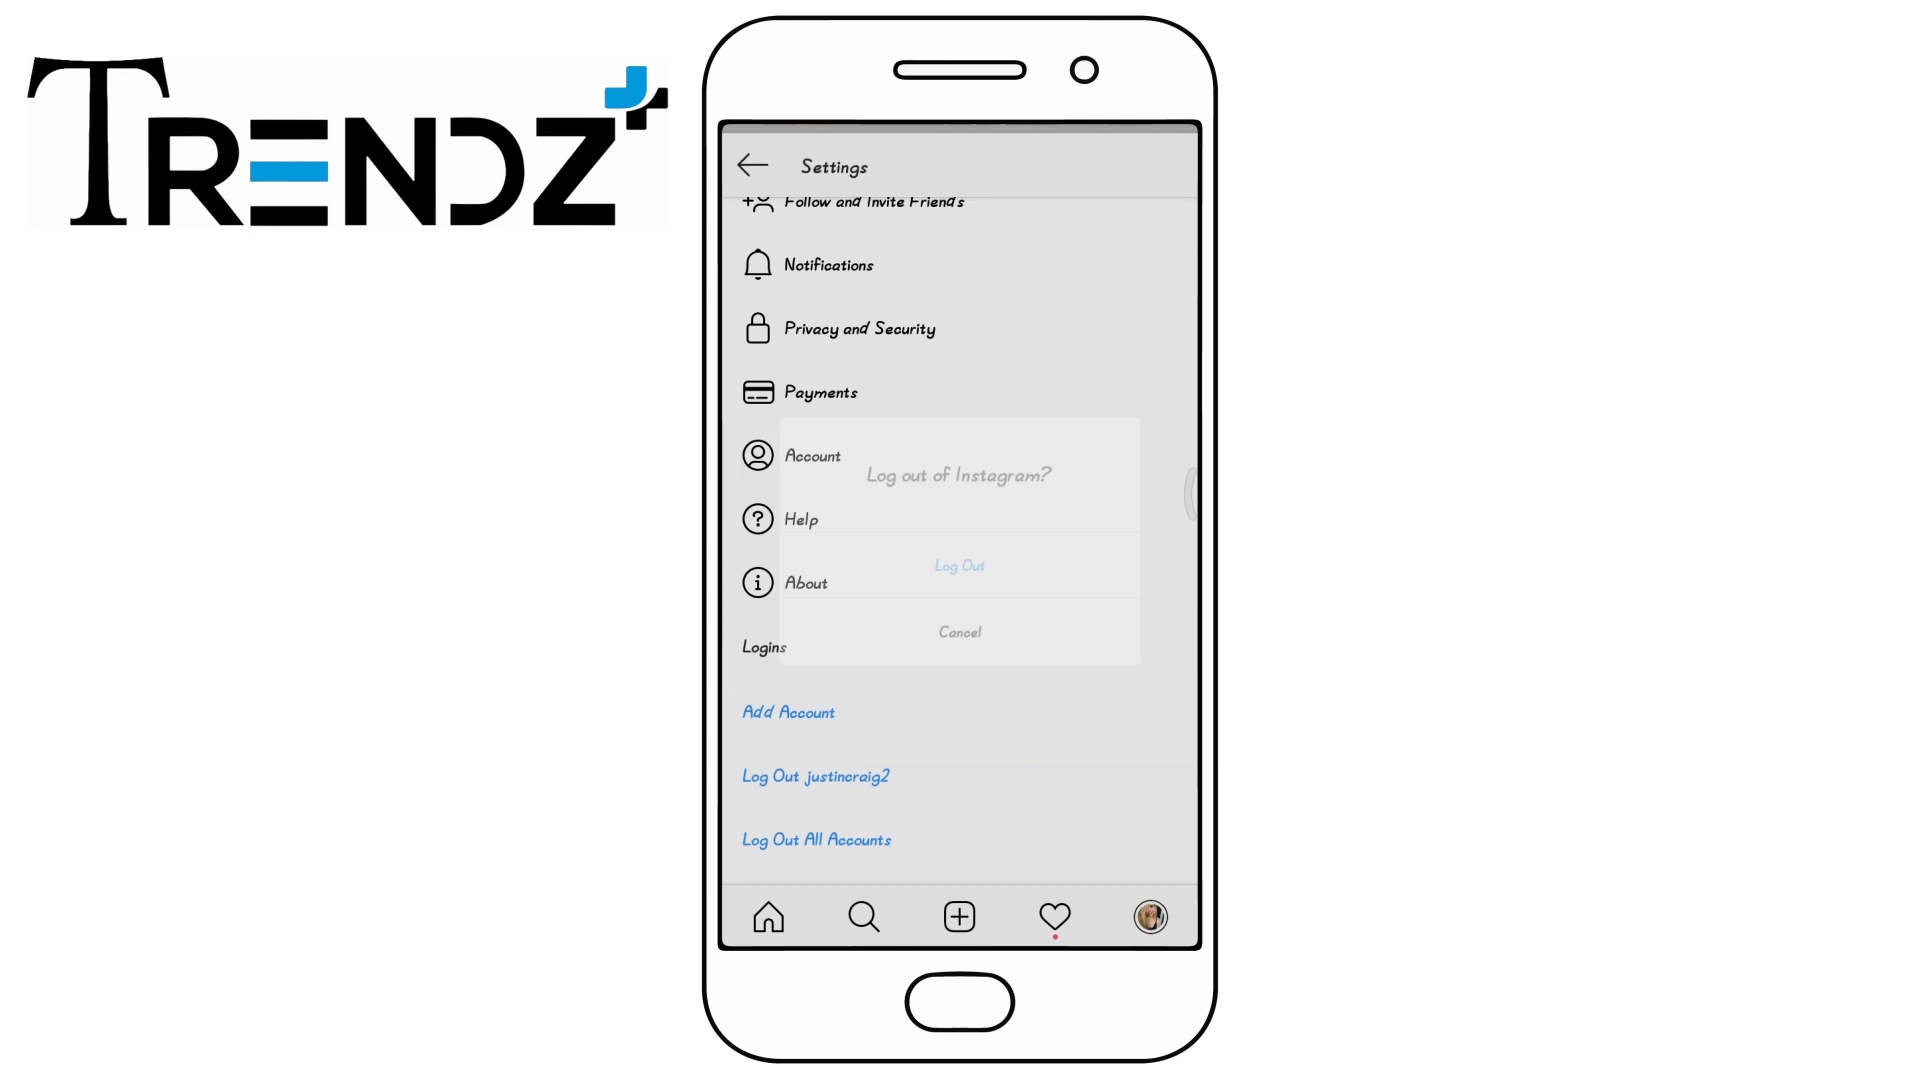 TRENDZ
Settings
Follow and Invite Friends
Notifications
Privacy and Security
Payments
Account
Log out of Instagram?
Help
Log Out
About
Cancel
Logins
Add Account
Log Out justincraig2
Log Out All Accounts